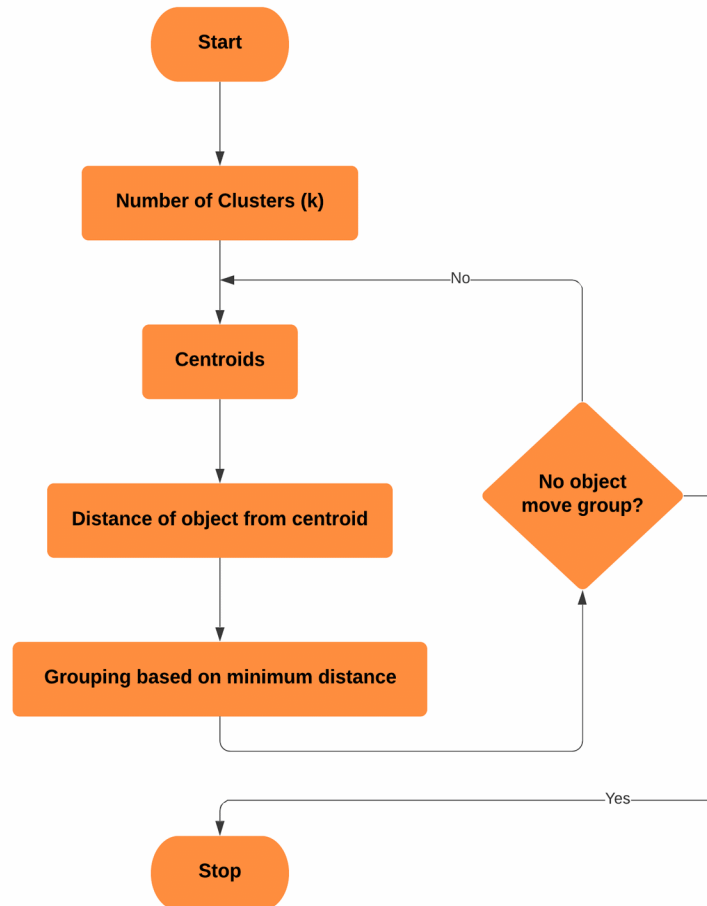 Start
Number of Clusters (k)
No
Centroids
No object
move group?
Distance of object from centroid
Grouping based on minimum distance
Yes
Stop